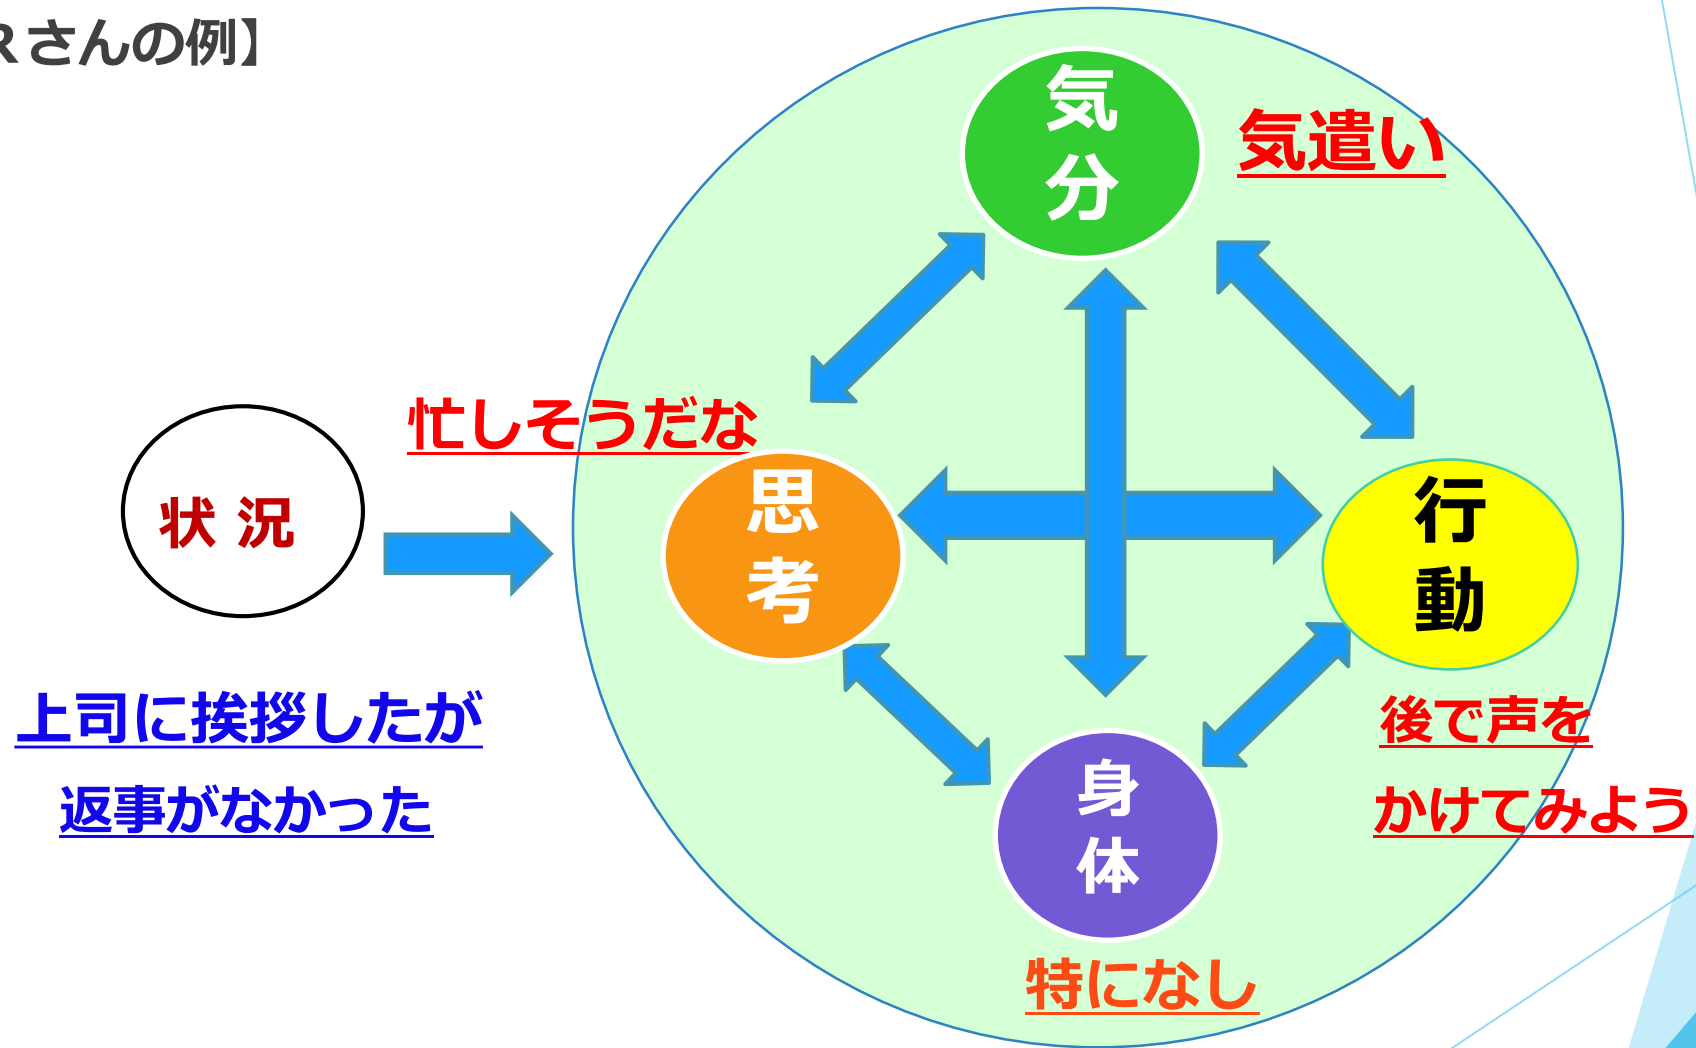 Rさんの例】
気
分
気遣い
忙しそうだな
状 況
思
考
行
動
上司に挨拶したが
返事がなかった
後で声を
かけてみよう
身
体
特になし